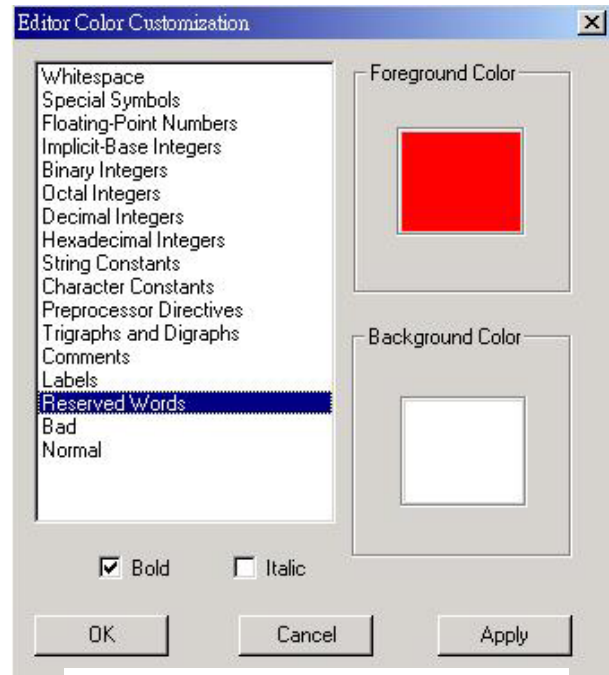 Editor Color Customization
Whitespace
Special Symbols
Floating-Point Numbers
Implicit-Base Integers
Binary Integers
Octal Integers
Decimal Integers
Hexadecimal Integers
String Constants
Character Constants
Preprocessor Directives
Trigraphs and Digraphs
Comments
Labels
Reserved Words
Bad
Normal
Foreground Color
Background Color
Bold
Italic
OK
Cancel
Apply